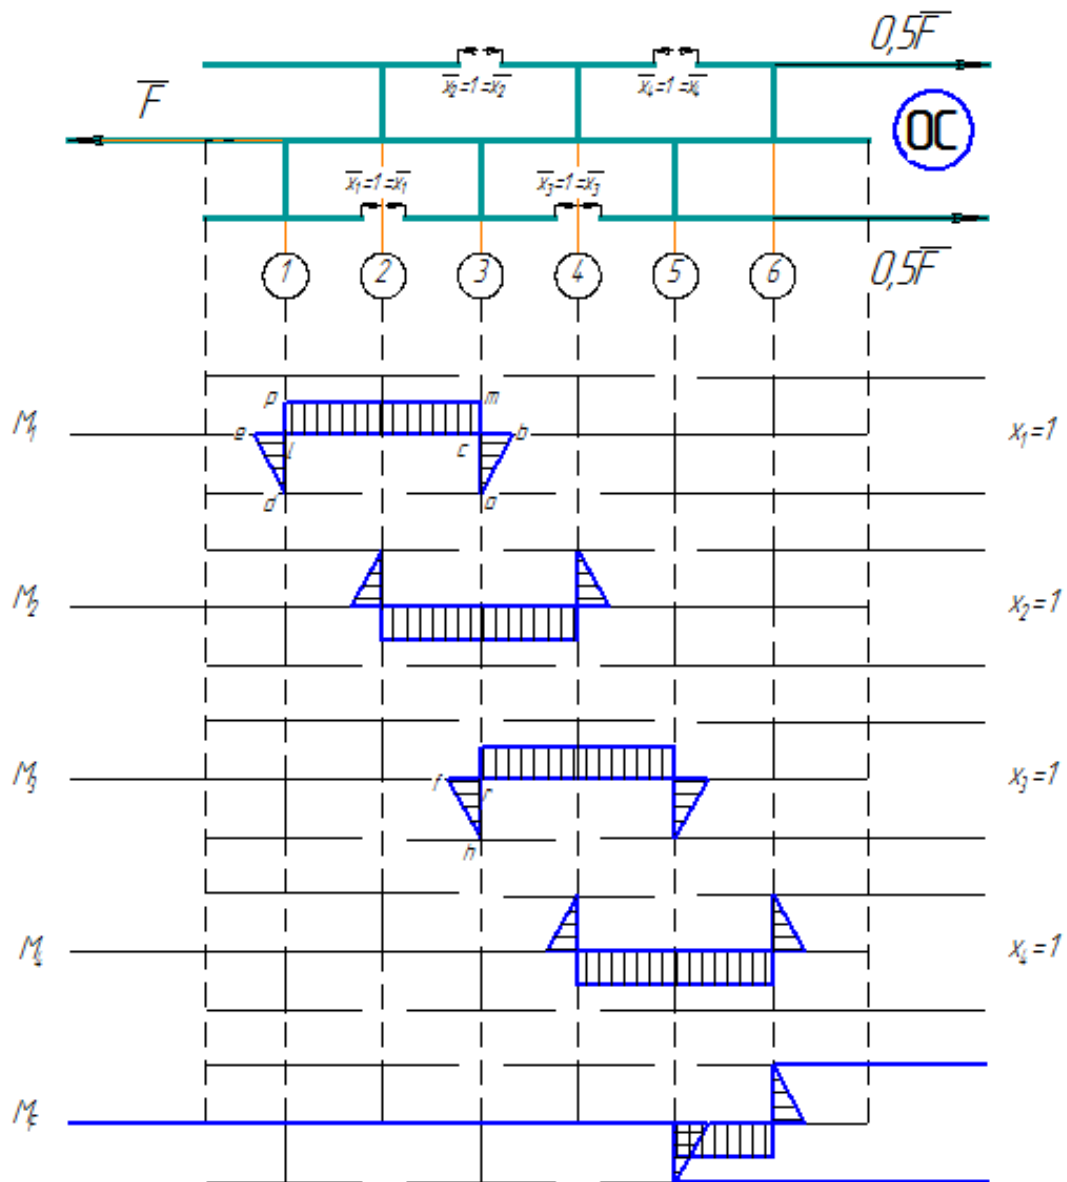 0,5F̅
F̅
x̅₂=1=x̅₂ x̅₄=1=x̅₄
ОС
x̅₁=1=x̅₁ x̅₃=1=x̅₃
1 2 3 4 5 6
0,5F̅
p m
M₁ e l c b x₁=1
d a
M₂ x₂=1
M₃ f r x₃=1
h
M₄ x₄=1
M_F